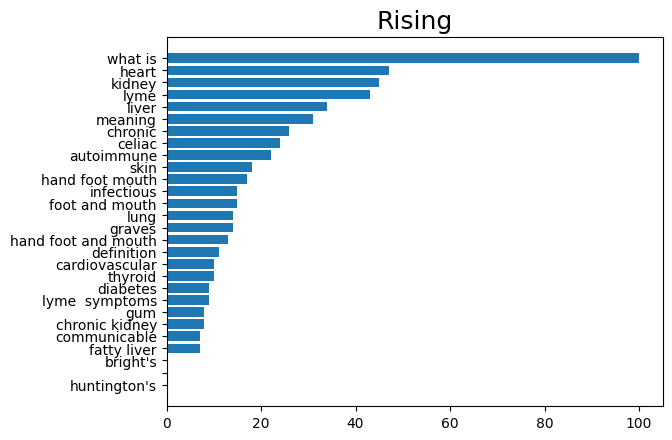 Rising
what is
heart
kidney
lyme
liver
meaning
chronic
celiac
autoimmune
skin
hand foot mouth
infectious
foot and mouth
lung
graves
hand foot and mouth
definition
cardiovascular
thyroid
diabetes
lyme  symptoms
gum
chronic kidney
communicable
fatty liver
bright's
huntington's
0 20 40 60 80 100